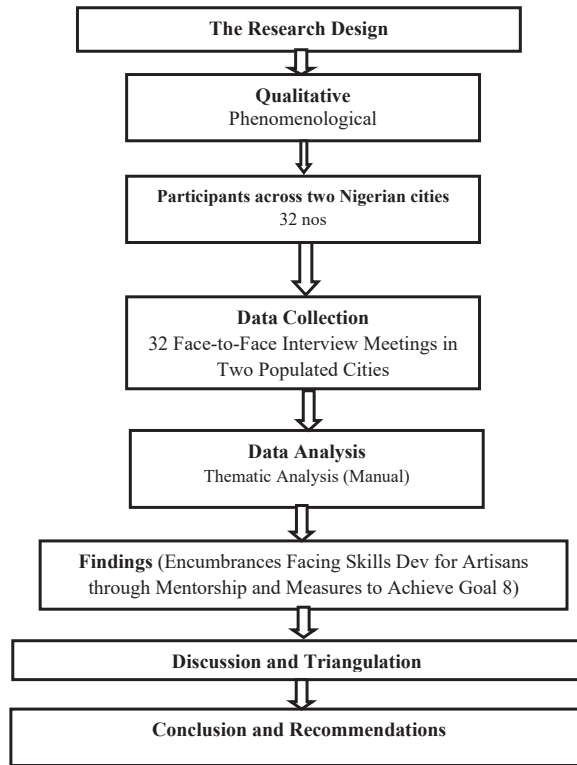 The Research Design
Qualitative
Phenomenological
Participants across two Nigerian cities
32 nos
Data Collection
32 Face-to-Face Interview Meetings in
Two Populated Cities
Data Analysis
Thematic Analysis (Manual)
Findings (Encumbrances Facing Skills Dev for Artisans
through Mentorship and Measures to Achieve Goal 8)
Discussion and Triangulation
Conclusion and Recommendations